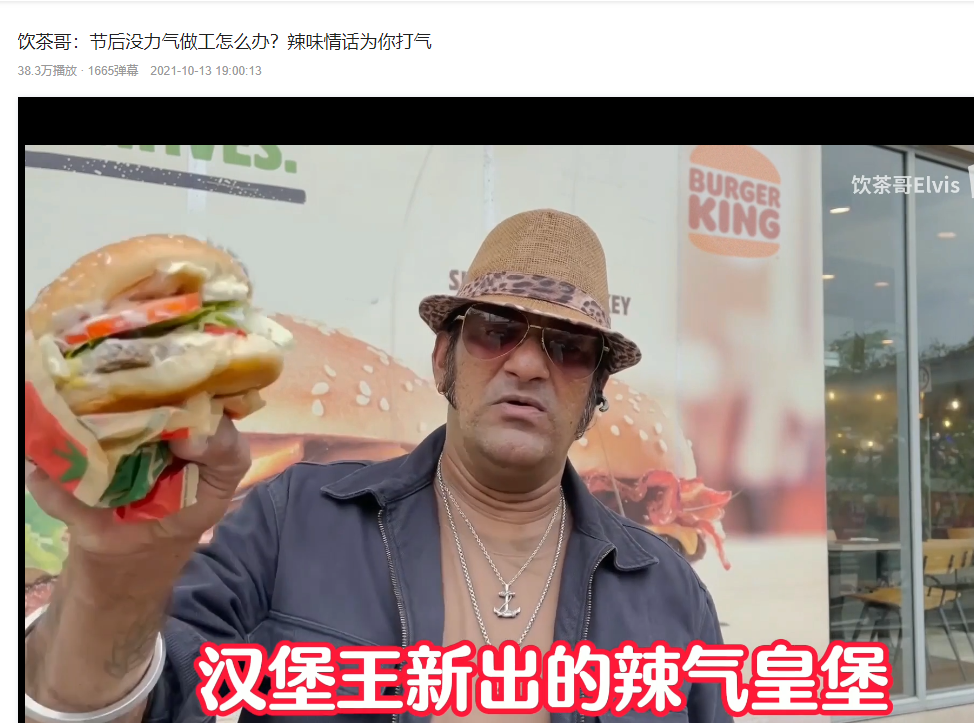 饮茶哥：节后没力气做工怎么办？辣味情话为你打气
38.3万播放 · 1665弹幕 2021-10-13 19:00:13
饮茶哥Elvis
BURGER
KING
汉堡王新出的辣气皇堡